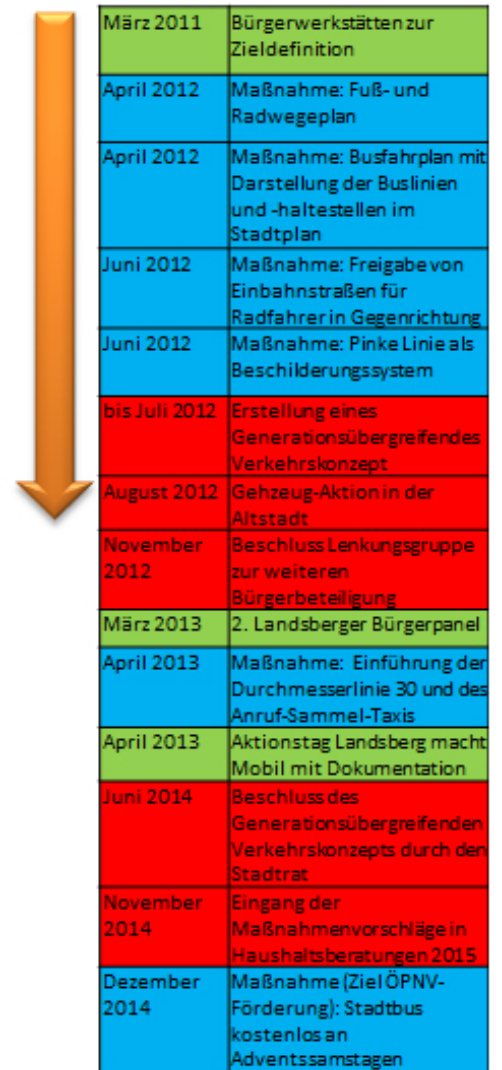 März 2011 Bürgerwerkstätten zur
Zieldefinition
April 2012 Maßnahme: Fuß- und
Radwegeplan
April 2012 Maßnahme: Busfahrplan mit
Darstellung der Buslinien
und -haltestellen im
Stadtplan
Juni 2012 Maßnahme: Freigabe von
Einbahnstraßen für
Radfahrer in Gegenrichtung
Juni 2012 Maßnahme: Pinke Linie als
Beschilderungssystem
bis Juli 2012 Erstellung eines
Generationsübergreifendes
Verkehrskonzept
August 2012 Gehzeug-Aktion in der
Altstadt
November Beschluss Lenkungsgruppe
2012 zur weiteren
Bürgerbeteiligung
März 2013 2. Landsberger Bürgerpanel
April 2013 Maßnahme: Einführung der
Durchmesserlinie 30 und des
Anruf-Sammel-Taxis
April 2013 Aktionstag Landsberg macht
Mobil mit Dokumentation
Juni 2014 Beschluss des
Generationsübergreifenden
Verkehrskonzepts durch den
Stadtrat
November Eingang der
2014 Maßnahmenvorschläge in
Haushaltsberatungen 2015
Dezember Maßnahme (Ziel ÖPNV-
2014 Förderung): Stadtbus
kostenlos an
Adventssamstagen